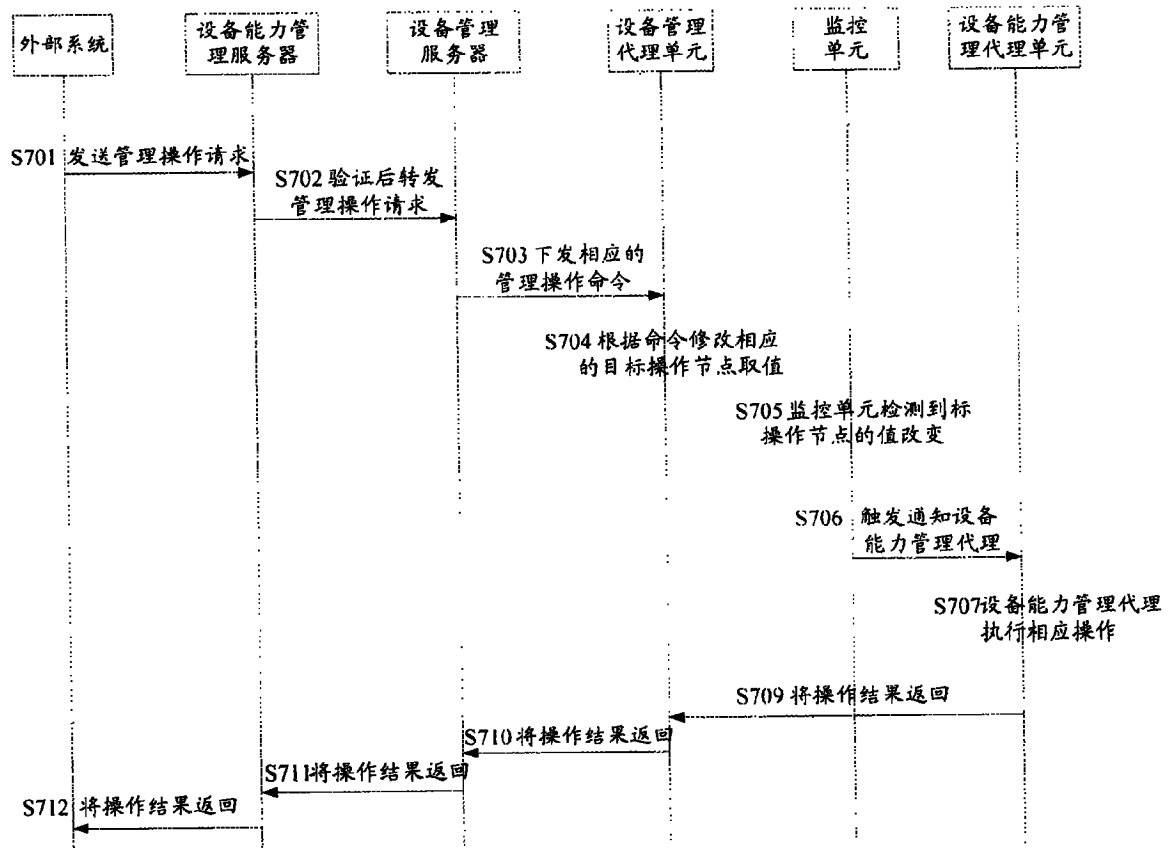 外部系统
设备能力管
理服务器
设备管理
服务器
设备管理
代理单元
监控
单元
设备能力管
理代理单元
S701 发送管理操作请求
S702 验证后转发
管理操作请求
S703 下发相应的
管理操作命令
S704 根据命令修改相应
的目标操作节点取值
S705 监控单元检测到标
操作节点的值改变
S706 触发通知设备
能力管理代理
S707设备能力管理代理
执行相应操作
S709 将操作结果返回
S710 将操作结果返回
S711将操作结果返回
S712 将操作结果返回